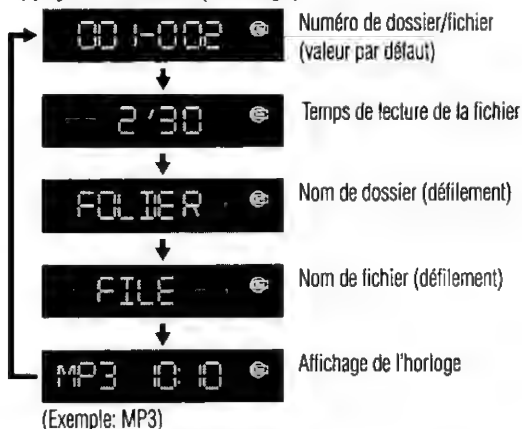 001-002
Numéro de dossier/fichier
(valeur par défaut)
2'30
Temps de lecture de la fichier
FOLDER
Nom de dossier (défilement)
FILE
Nom de fichier (défilement)
MP3 10:10
Affichage de l'horloge
(Exemple: MP3)